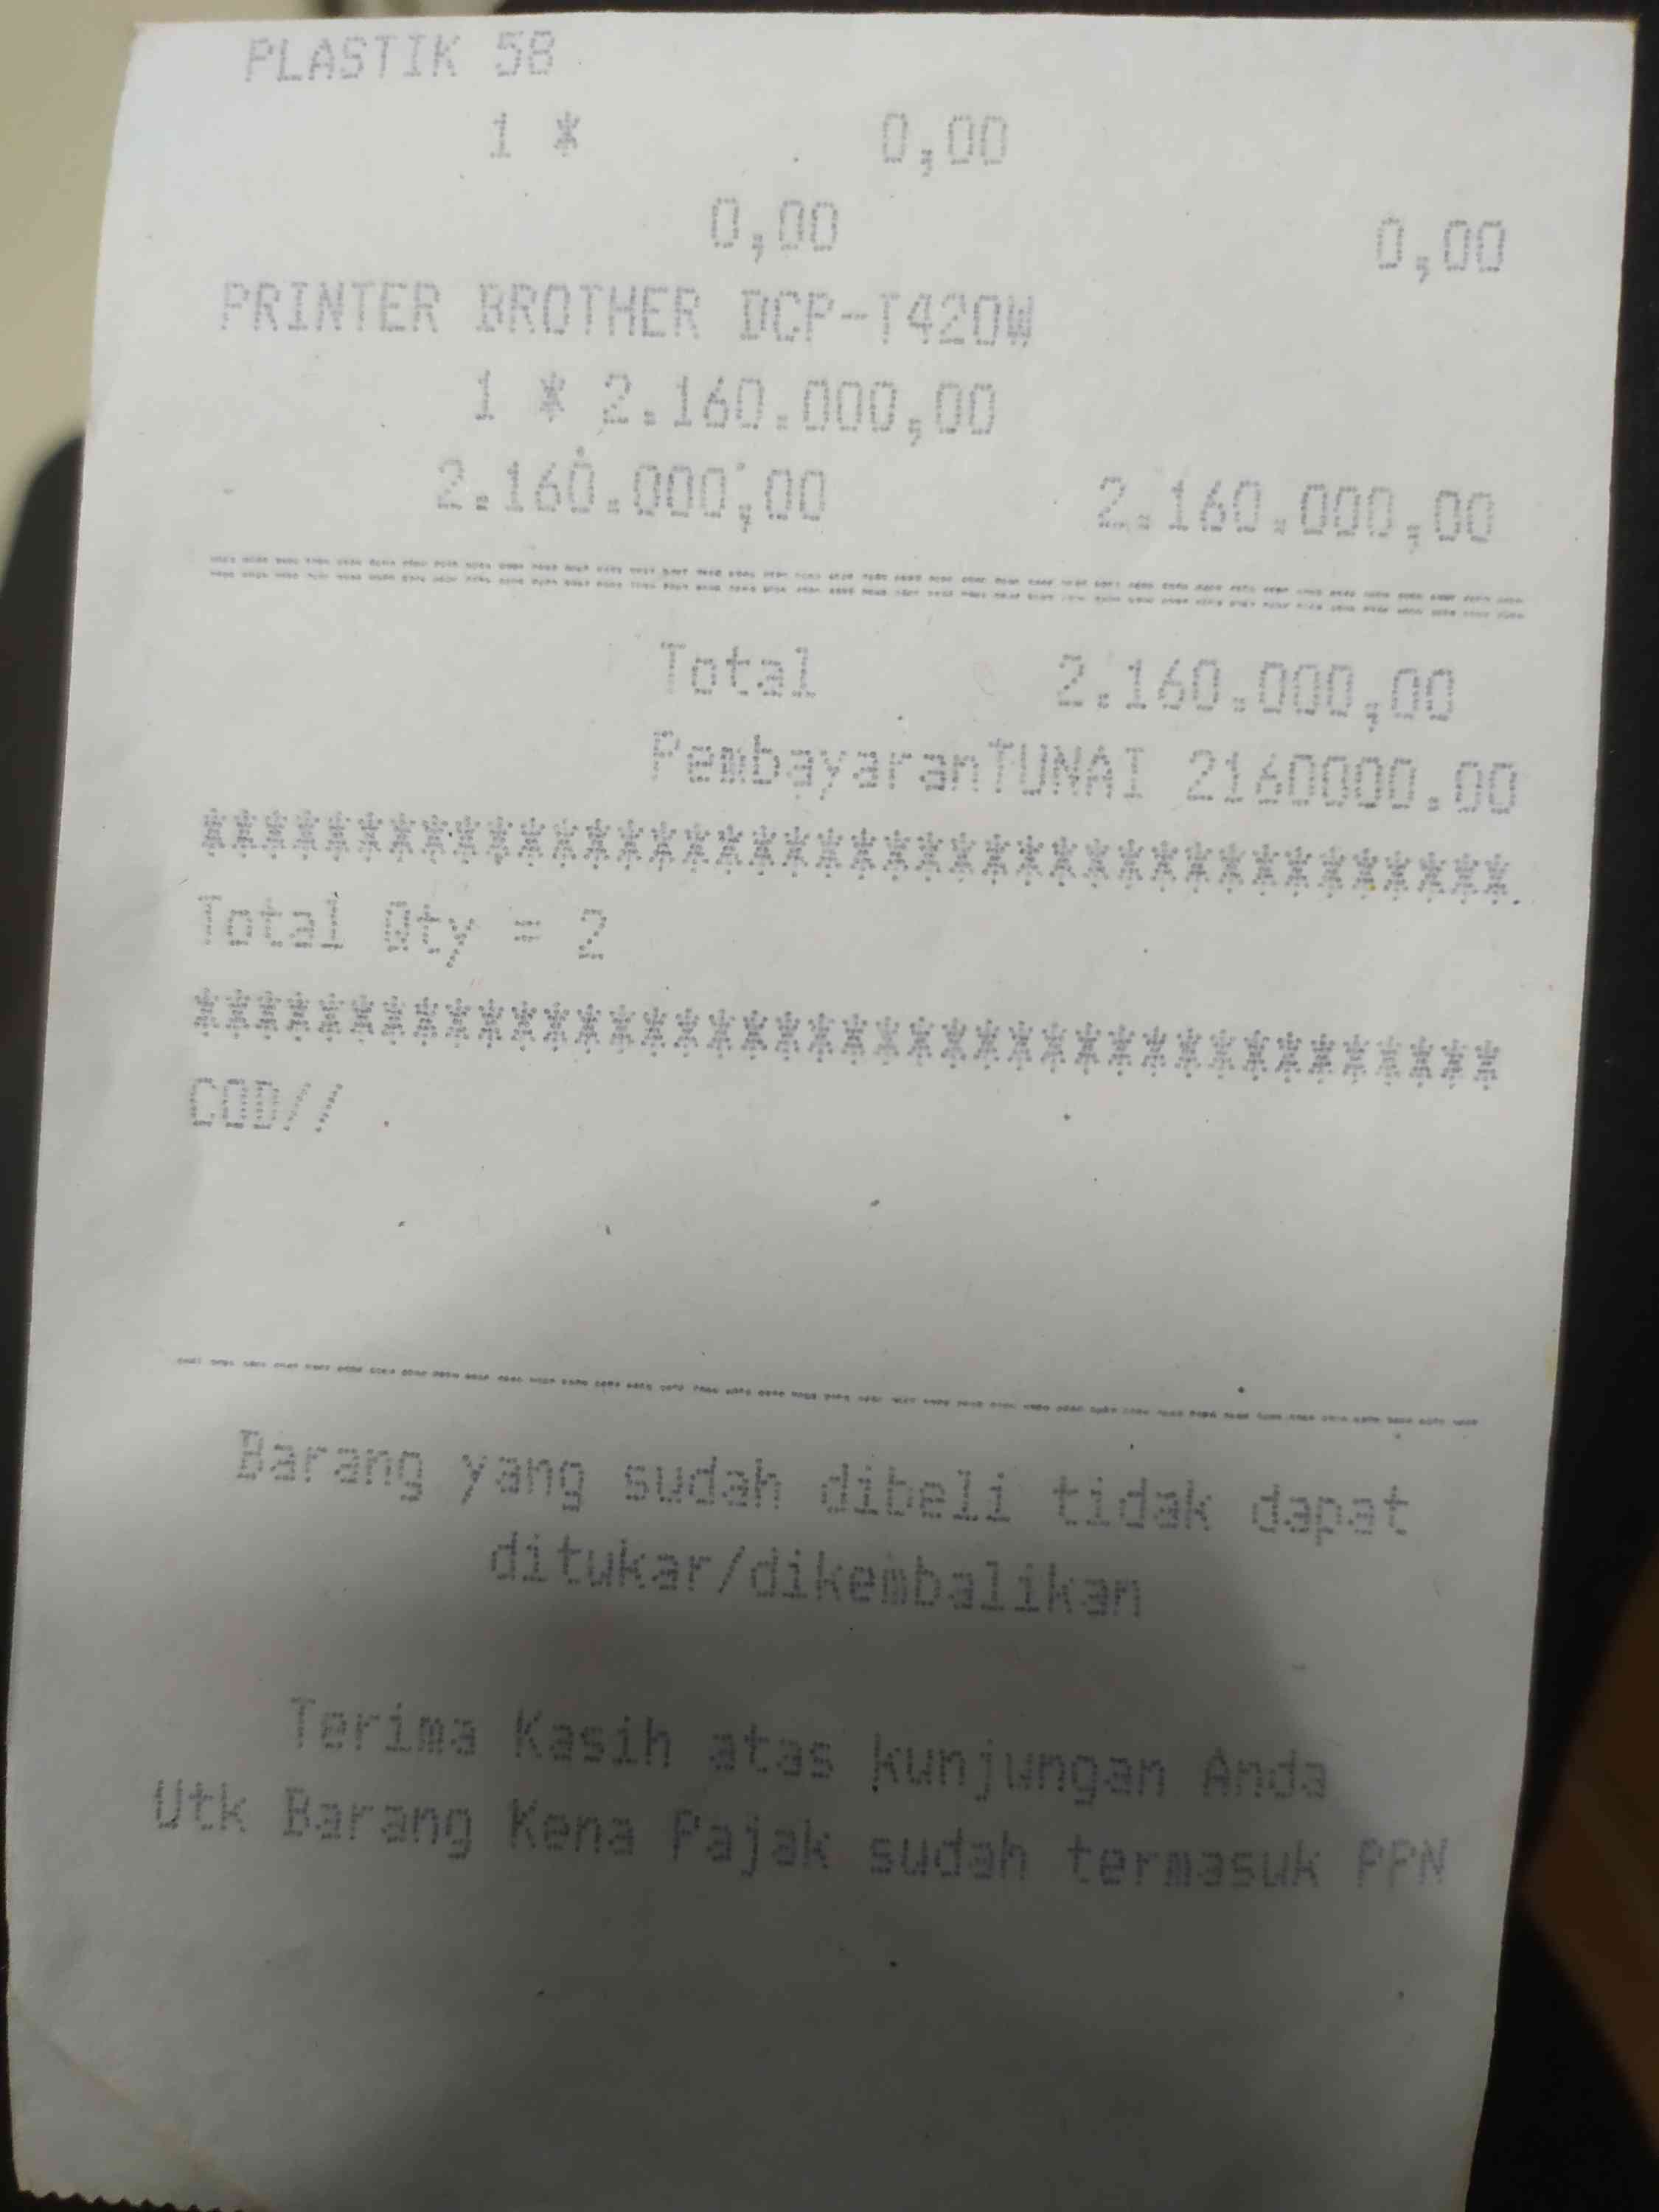 PLASTIK 58
1 * 0,00
0,00 0,00
PRINTER BROTHER DCP-T420W
1 * 2.160.000,00
2.160.000,00 2.160.000,00
================================================
Total 2.160.000,00
PembayaranTUNAI 2160000.00
****************************************
Total Qty = 2
****************************************
COD//
----------------------------------------
Barang yang sudah dibeli tidak dapat
ditukar/dikembalikan
Terima Kasih atas kunjungan Anda
Utk Barang Kena Pajak sudah termasuk PPN